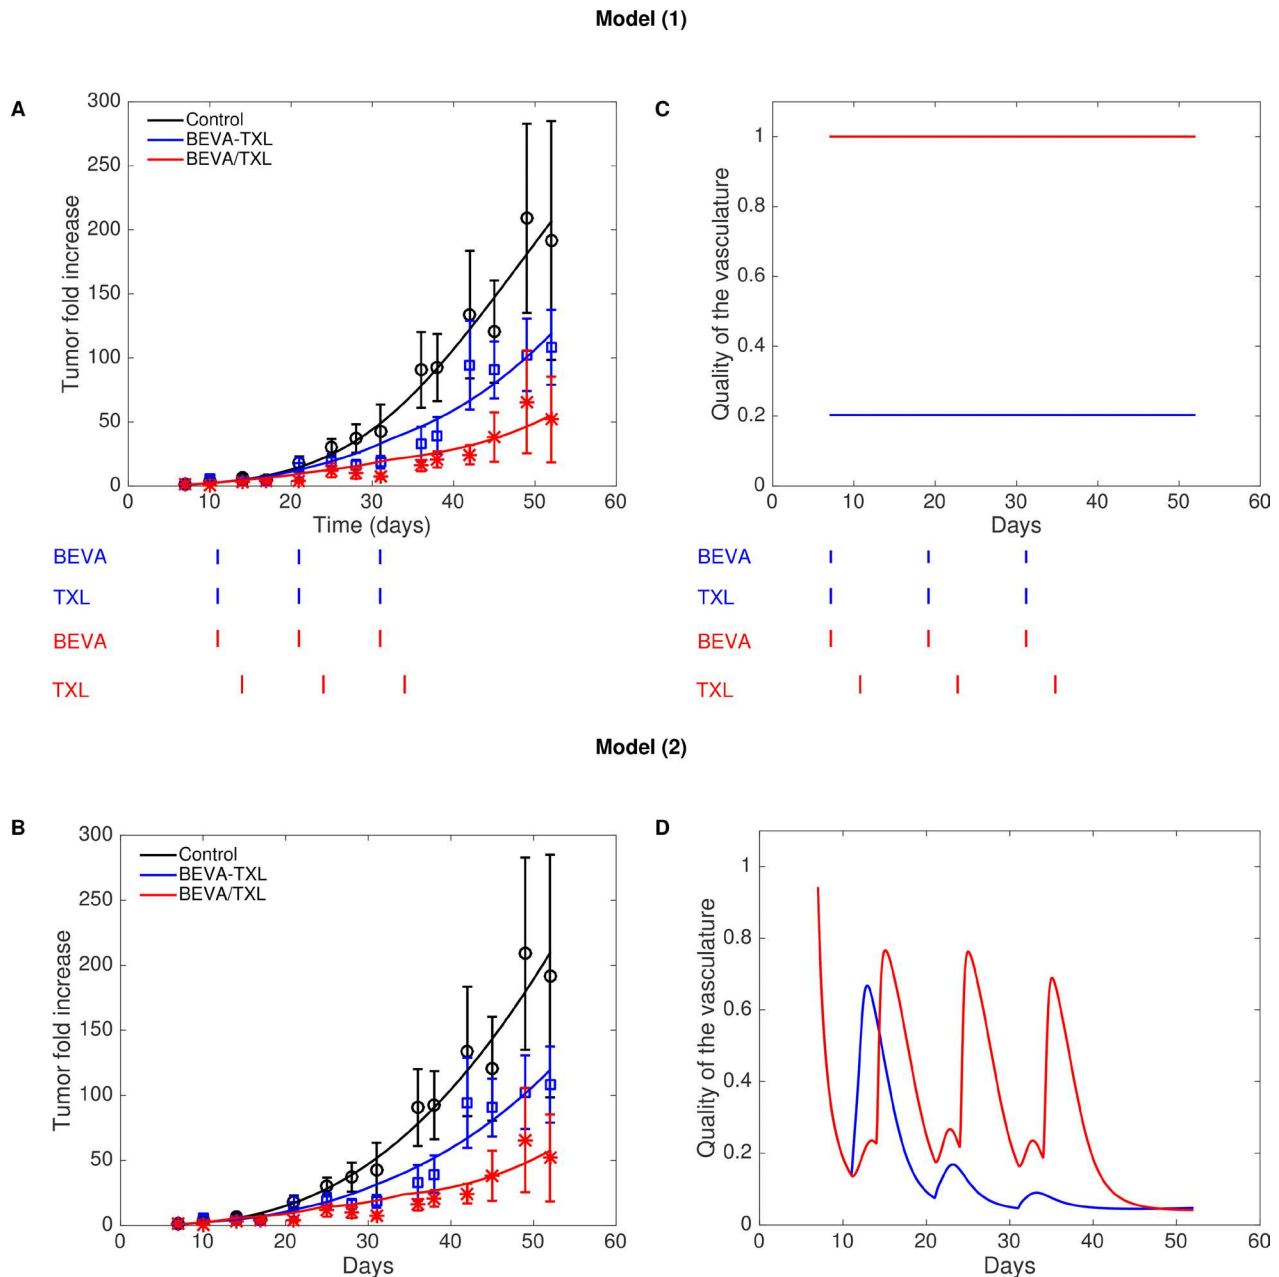 Model (1)
A
Tumor fold increase
300
250
200
150
100
50
0
Control
BEVA-TXL
BEVA/TXL
0 10 20 30 40 50 60
Time (days)
BEVA
TXL
BEVA
TXL
C
Quality of the vasculature
1
0.8
0.6
0.4
0.2
0
0 10 20 30 40 50 60
Days
BEVA
TXL
BEVA
TXL
Model (2)
B
Tumor fold increase
300
250
200
150
100
50
0
Control
BEVA-TXL
BEVA/TXL
0 10 20 30 40 50 60
Days
D
Quality of the vasculature
1
0.8
0.6
0.4
0.2
0
0 10 20 30 40 50 60
Days